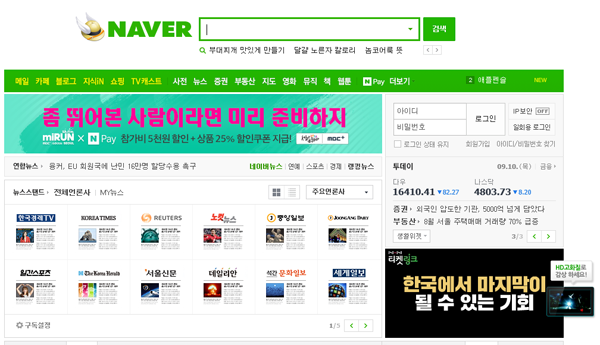 NAVER
검색
부대찌개 맛있게 만들기 달걀 노른자 칼로리 놈코어룩 뜻
메일 카페 블로그 지식iN 쇼핑 TV캐스트 사전 뉴스 증권 부동산 지도 영화 뮤직 책 웹툰 N Pay 더보기
2 애플펜슬 NEW
좀 뛰어본 사람이라면 미리 준비하지
miRUN × N Pay 참가비 5천원 할인 + 상품 25% 할인쿠폰 지급!
아이디
비밀번호
로그인
IP보안 OFF
일회용 로그인
로그인 상태 유지 회원가입 아이디/비밀번호 찾기
연합뉴스 › 융커, EU 회원국에 난민 16만명 할당수용 촉구
네이버뉴스 연예 스포츠 경제 랭킹뉴스
뉴스스탠드 › 전체언론사 MY뉴스
주요언론사
한국경제TV KOREA TIMES REUTERS 노컷뉴스 중앙일보 JOONGANG DAILY
일간스포츠 The Korea Herald 서울신문 데일리안 석간 문화일보 세계일보
구독설정
1/5
투데이 09.10. (목) 금융
다우 나스닥
16410.41 ▼82.27 4803.73 ▼8.20
증권 › 외국인 압도한 기관, 5000억 넘게 담았다
부동산 › 8월 서울 주택매매 거래량 70% 급증
생활위젯
3/3
티켓링크
한국에서 마지막이
될 수 있는 기회
HD고화질로
감상 하세요!